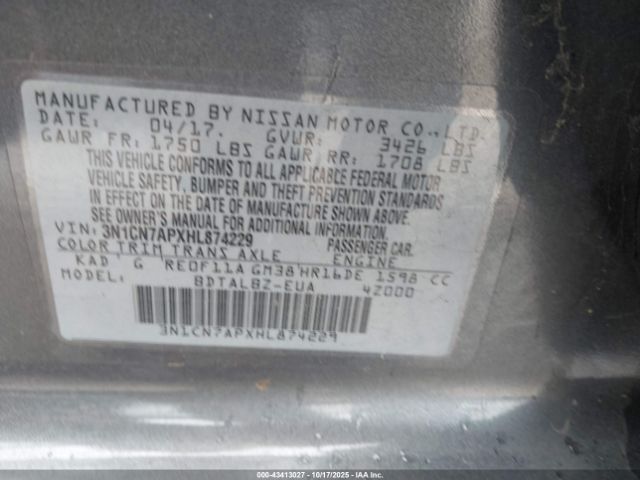 MANUFACTURED BY NISSAN MOTOR CO., LTD.
DATE: 04/17. GVWR: 3426 LBS
GAWR FR: 1750 LBS GAWR RR: 1708 LBS
THIS VEHICLE CONFORMS TO ALL APPLICABLE FEDERAL MOTOR
VEHICLE SAFETY, BUMPER AND THEFT PREVENTION STANDARDS
IN EFFECT ON THE DATE OF MANUFACTURE SHOWN ABOVE.
SEE OWNER'S MANUAL FOR ADDITIONAL INFORMATION.
VIN: 3N1CN7APXHL874229 PASSENGER CAR.
COLOR TRIM TRANS AXLE ENGINE
KAD G RE0F11A GM38 HR16DE 1598 CC
MODEL: BDTALBZ-EUA 42000
3N1CN7APXHL874229
000-43413027 | 10/17/2025 | IAA Inc.